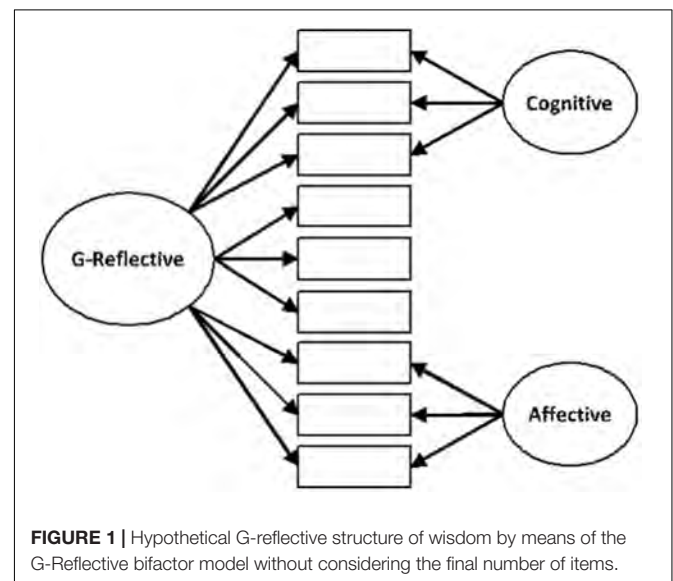 Cognitive
G-Reflective
Affective
FIGURE 1 | Hypothetical G-reflective structure of wisdom by means of the
G-Reflective bifactor model without considering the final number of items.